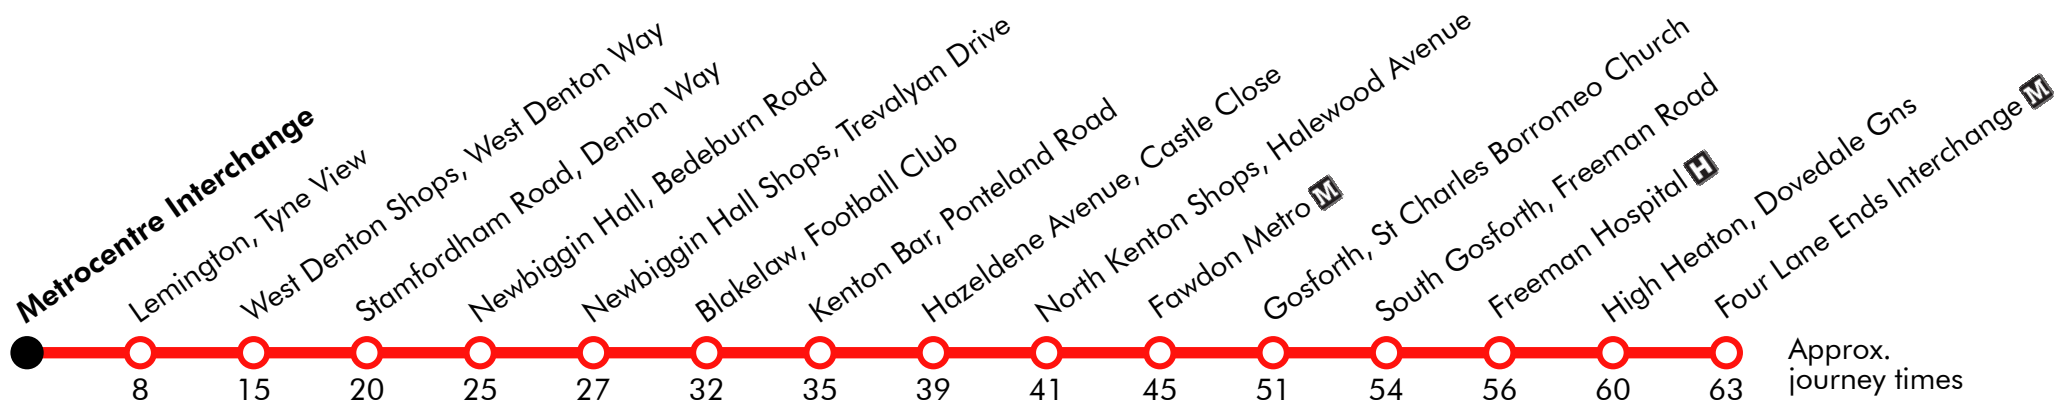 Metrocentre Interchange
Lemington, Tyne View
West Denton Shops, West Denton Way
Stamfordham Road, Denton Way
Newbiggin Hall, Bedeburn Road
Newbiggin Hall Shops, Trevalyan Drive
Blakelaw, Football Club
Kenton Bar, Ponteland Road
Hazeldene Avenue, Castle Close
North Kenton Shops, Halewood Avenue
Fawdon Metro M
Gosforth, St Charles Borromeo Church
South Gosforth, Freeman Road
Freeman Hospital H
High Heaton, Dovedale Gns
Four Lane Ends Interchange M
8 15 20 25 27 32 35 39 41 45 51 54 56 60 63
Approx.
journey times